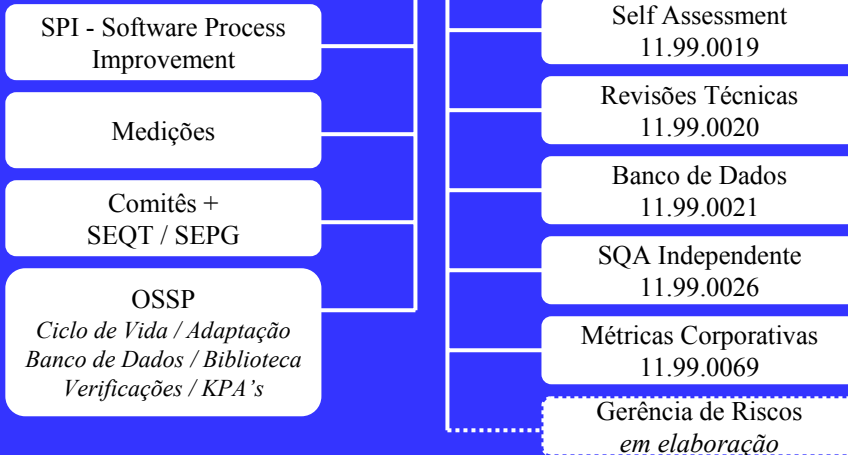 SPI - Software Process
Improvement
Medições
Comitês +
SEQT / SEPG
OSSP
Ciclo de Vida / Adaptação
Banco de Dados / Biblioteca
Verificações / KPA’s
Self Assessment
11.99.0019
Revisões Técnicas
11.99.0020
Banco de Dados
11.99.0021
SQA Independente
11.99.0026
Métricas Corporativas
11.99.0069
Gerência de Riscos
em elaboração